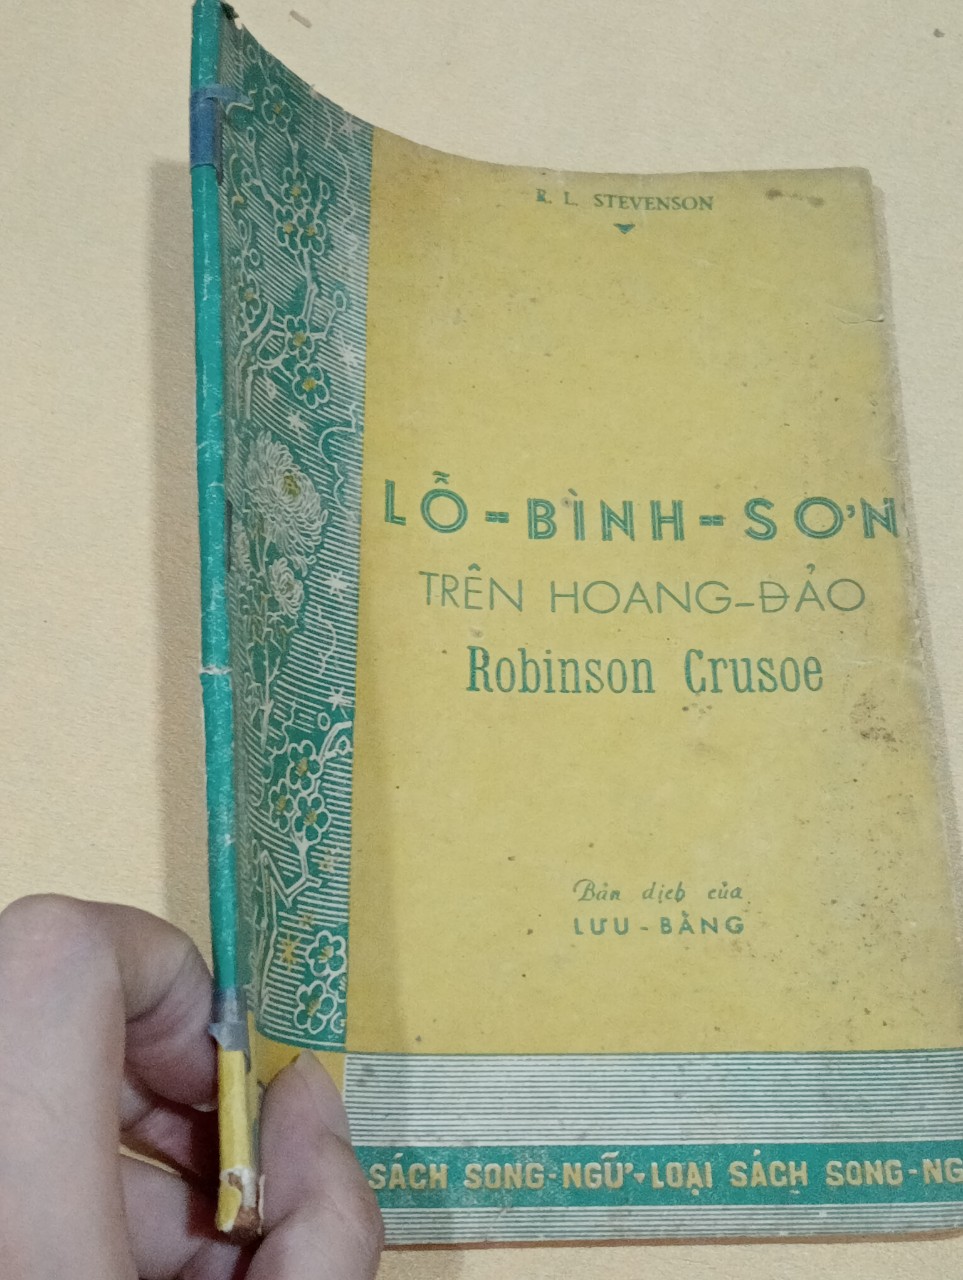 R. L. STEVENSON
LỖ-BÌNH-SƠN
TRÊN HOANG-ĐẢO
Robinson Crusoe
Bản dịch của
LƯU-BẰNG
SÁCH SONG-NGỮ LOẠI SÁCH SONG-NG